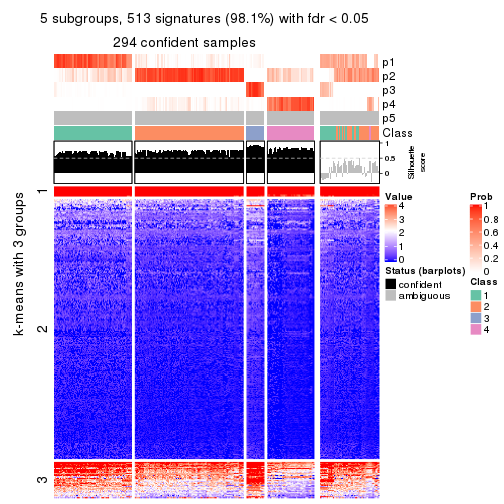 5 subgroups, 513 signatures (98.1%) with fdr < 0.05
294 confident samples
p1
p2
p3
p4
p5
Class
1
0.5
0
Silhouette
score
k-means with 3 groups
1
2
3
Value
4
3
2
1
0
Status (barplots)
confident
ambiguous
Prob
1
0.8
0.6
0.4
0.2
0
Class
1
2
3
4